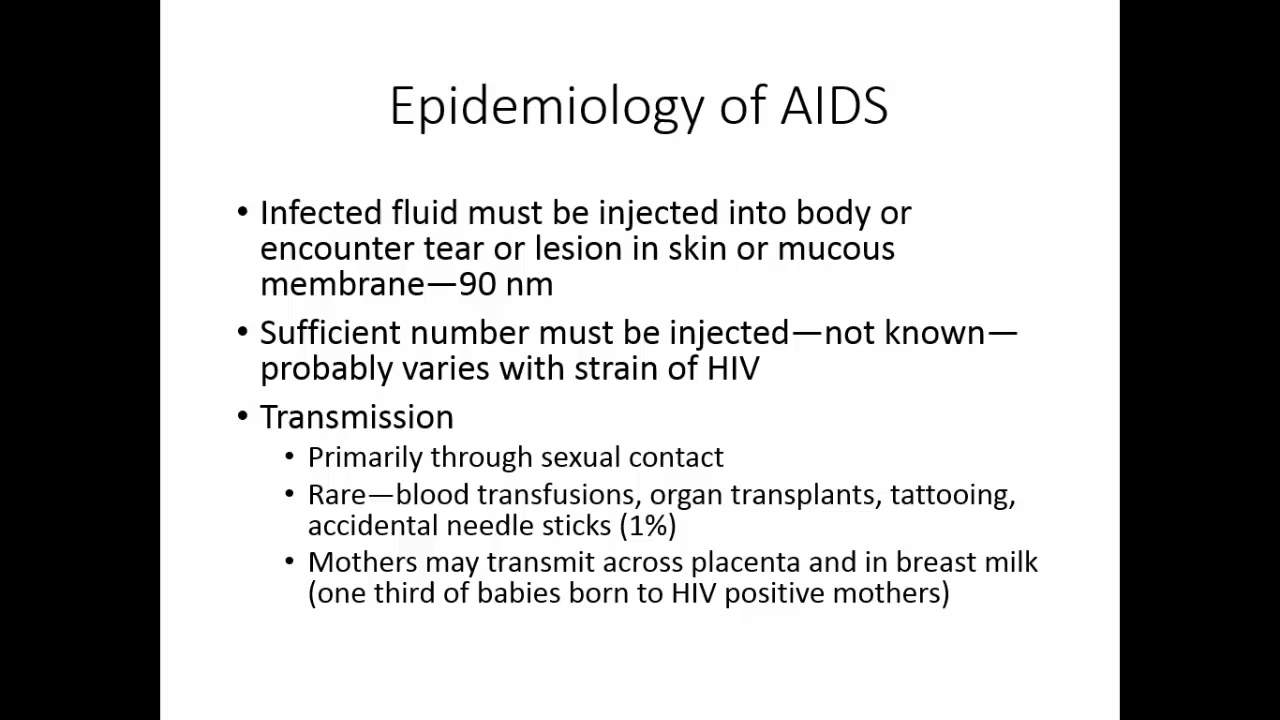 Epidemiology of AIDS
• Infected fluid must be injected into body or
encounter tear or lesion in skin or mucous
membrane—90 nm
• Sufficient number must be injected—not known—
probably varies with strain of HIV
• Transmission
• Primarily through sexual contact
• Rare—blood transfusions, organ transplants, tattooing,
accidental needle sticks (1%)
• Mothers may transmit across placenta and in breast milk
(one third of babies born to HIV positive mothers)